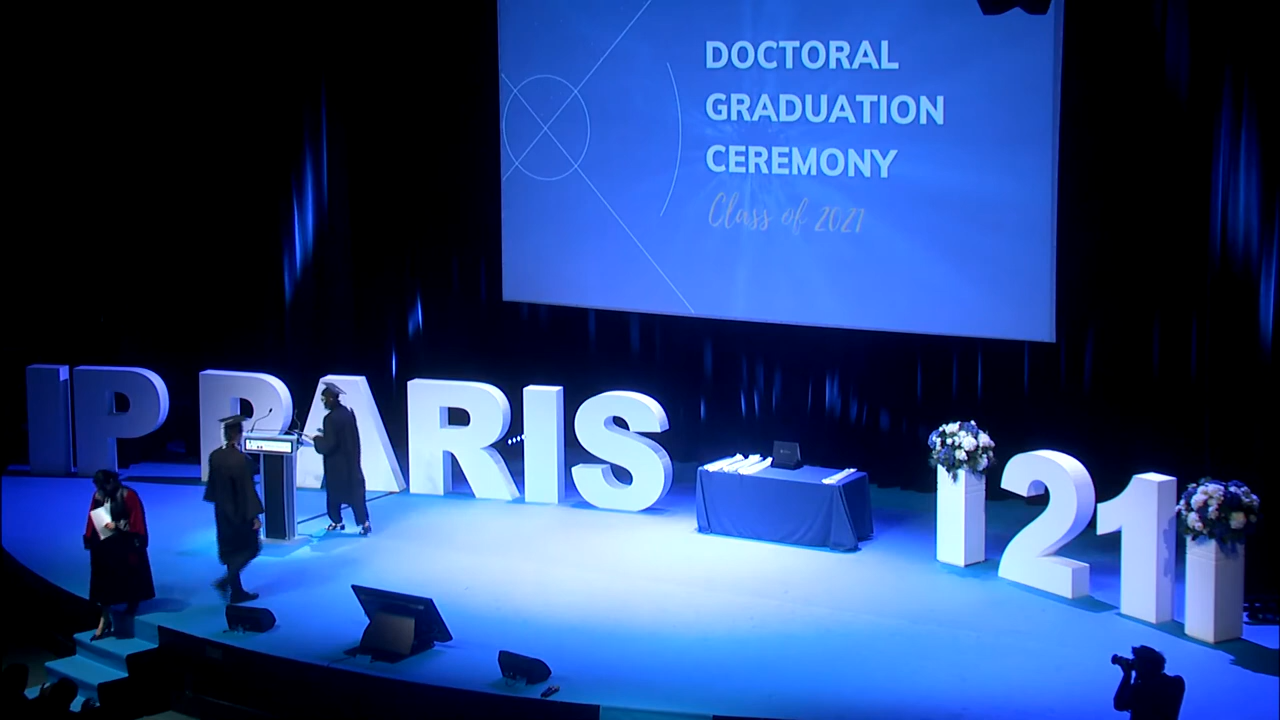 DOCTORAL
GRADUATION
CEREMONY
Class of 2021
IP PARIS
21